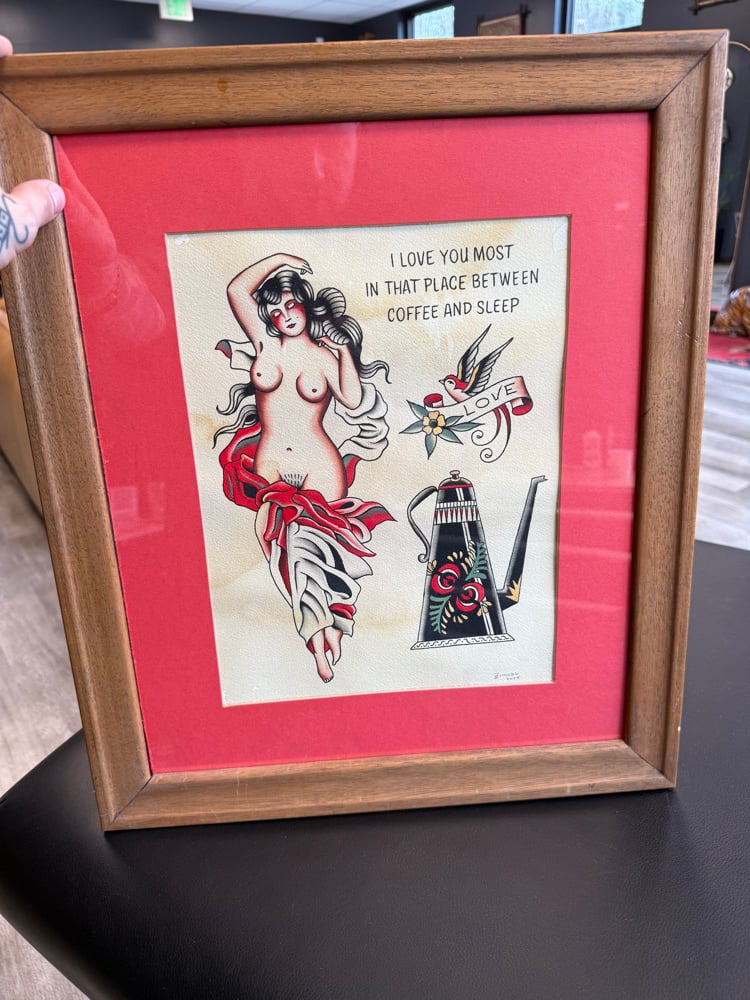 I LOVE YOU MOST
IN THAT PLACE BETWEEN
COFFEE AND SLEEP
LOVE